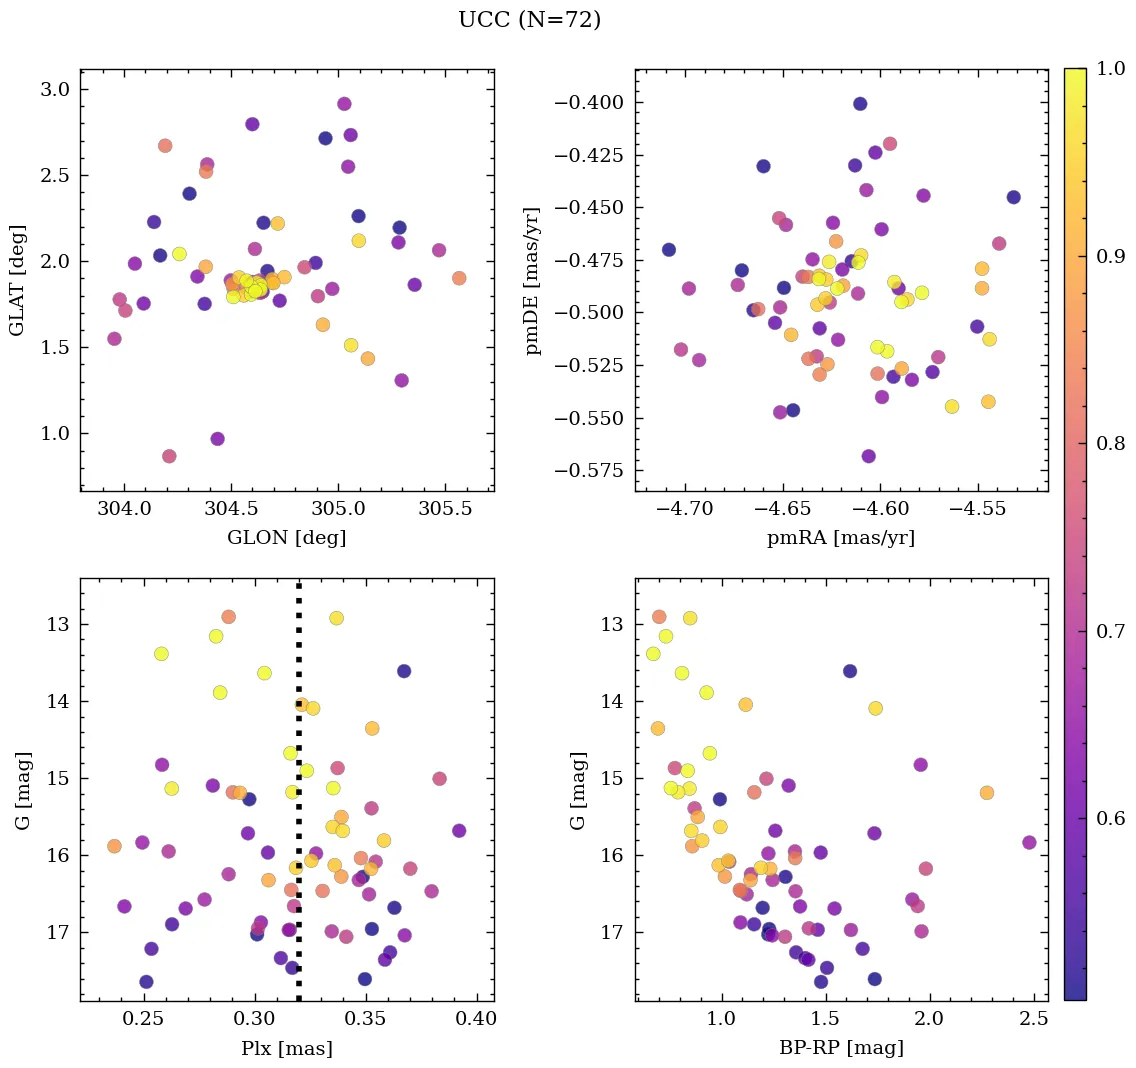 UCC (N=72)
3.0
2.5
2.0
1.5
1.0
GLAT [deg]
304.0 304.5 305.0 305.5
GLON [deg]
−0.400
−0.425
−0.450
−0.475
−0.500
−0.525
−0.550
−0.575
pmDE [mas/yr]
−4.70 −4.65 −4.60 −4.55
pmRA [mas/yr]
13
14
15
16
17
G [mag]
0.25 0.30 0.35 0.40
Plx [mas]
13
14
15
16
17
G [mag]
1.0 1.5 2.0 2.5
BP-RP [mag]
1.0
0.9
0.8
0.7
0.6